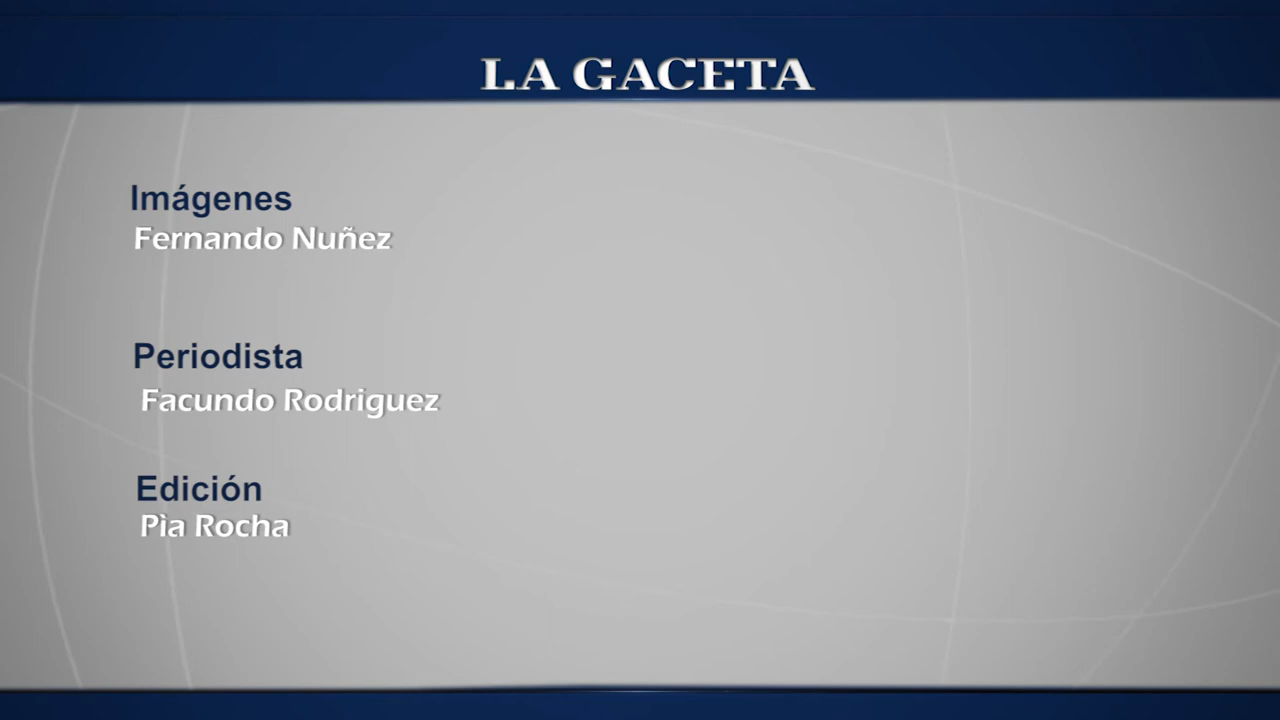 LA GACETA
Imágenes
Fernando Nuñez
Periodista
Facundo Rodriguez
Edición
Pìa Rocha